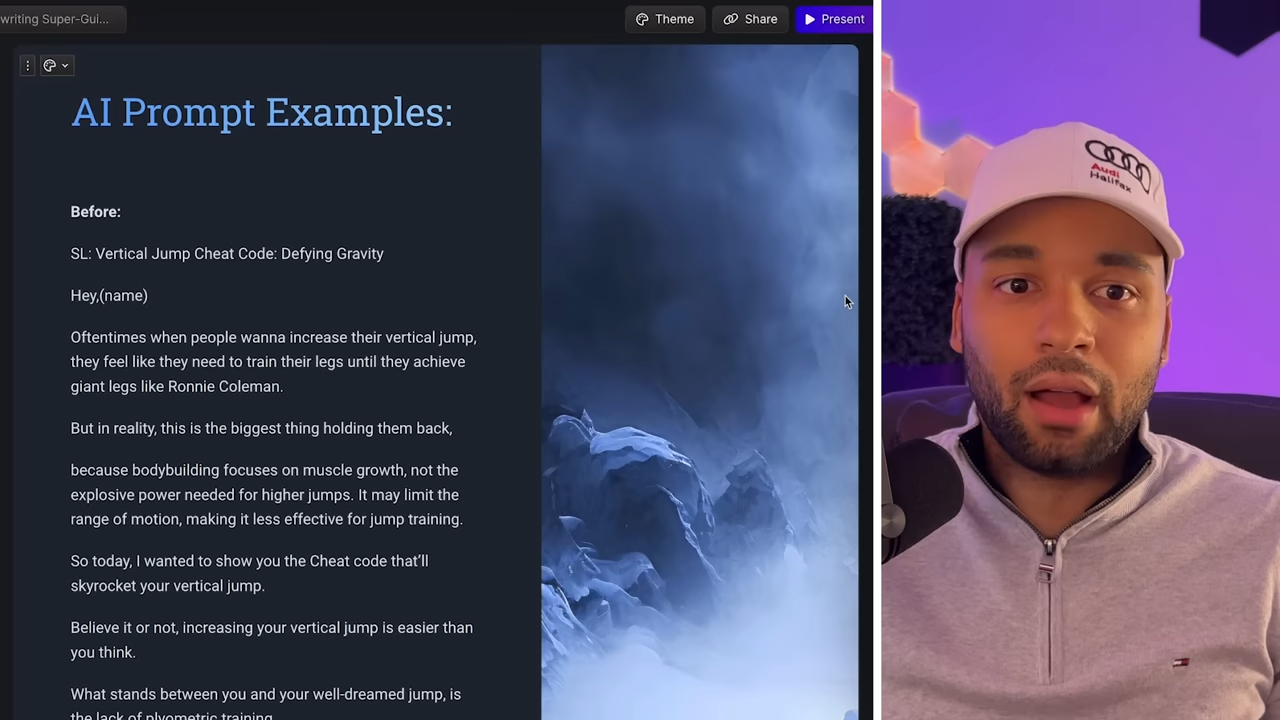 writing Super-Gui...
Theme
Share
Present
AI Prompt Examples:
Before:
SL: Vertical Jump Cheat Code: Defying Gravity
Hey,(name)
Oftentimes when people wanna increase their vertical jump,
they feel like they need to train their legs until they achieve
giant legs like Ronnie Coleman.
But in reality, this is the biggest thing holding them back,
because bodybuilding focuses on muscle growth, not the
explosive power needed for higher jumps. It may limit the
range of motion, making it less effective for jump training.
So today, I wanted to show you the Cheat code that'll
skyrocket your vertical jump.
Believe it or not, increasing your vertical jump is easier than
you think.
What stands between you and your well-dreamed jump, is
the lack of plyometric training.
Audi
Halifax